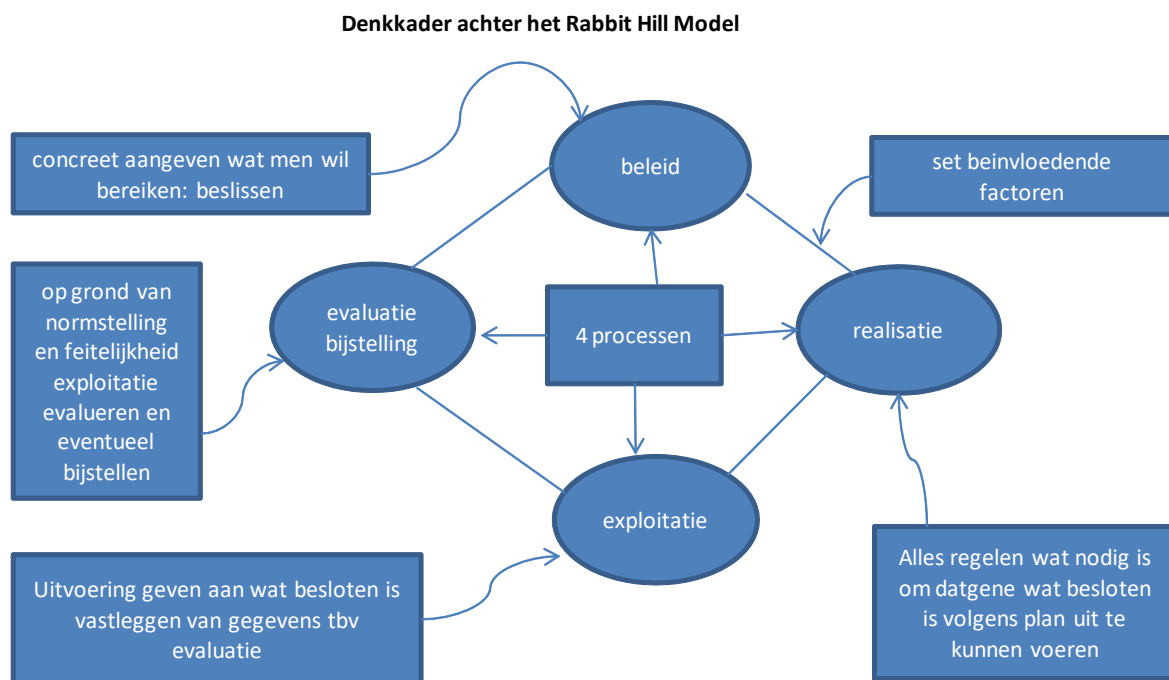 Denkkader achter het Rabbit Hill Model
concreet aangeven wat men wil
bereiken: beslissen
beleid
set beinvloedende
factoren
op grond van
normstelling
en feitelijkheid
exploitatie
evalueren en
eventueel
bijstellen
evaluatie
bijstelling
4 processen
realisatie
exploitatie
Uitvoering geven aan wat besloten is
vastleggen van gegevens tbv
evaluatie
Alles regelen wat nodig is
om datgene wat besloten
is volgens plan uit te
kunnen voeren